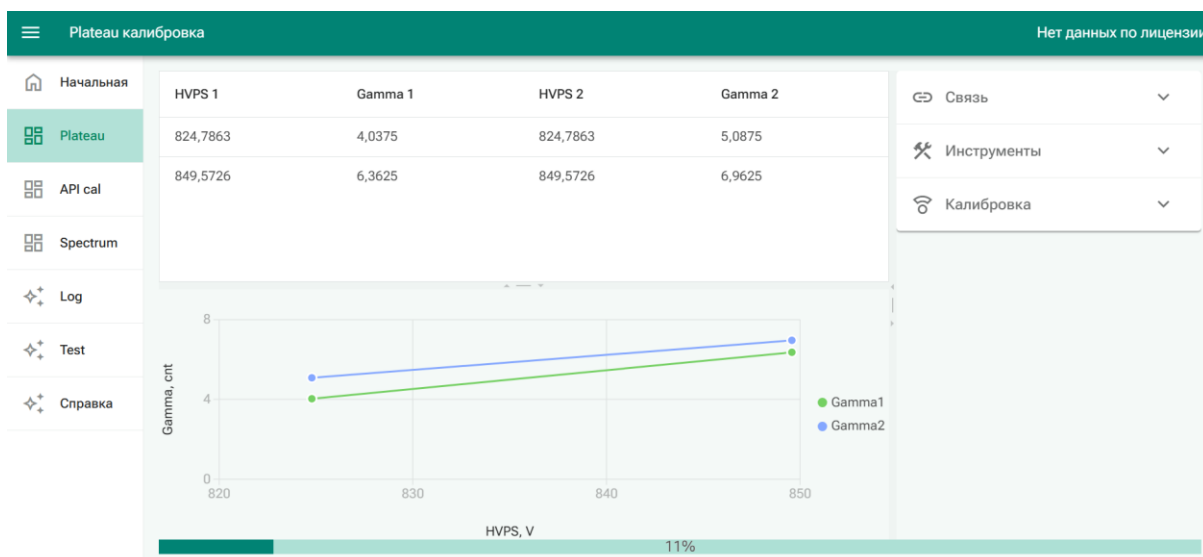 Plateau калибровка
Нет данных по лицензии
Начальная
Plateau
API cal
Spectrum
Log
Test
Справка
HVPS 1 Gamma 1 HVPS 2 Gamma 2
824,7863 4,0375 824,7863 5,0875
849,5726 6,3625 849,5726 6,9625
Связь
Инструменты
Калибровка
8
4
0
Gamma, cnt
820 830 840 850
HVPS, V
Gamma1
Gamma2
11%